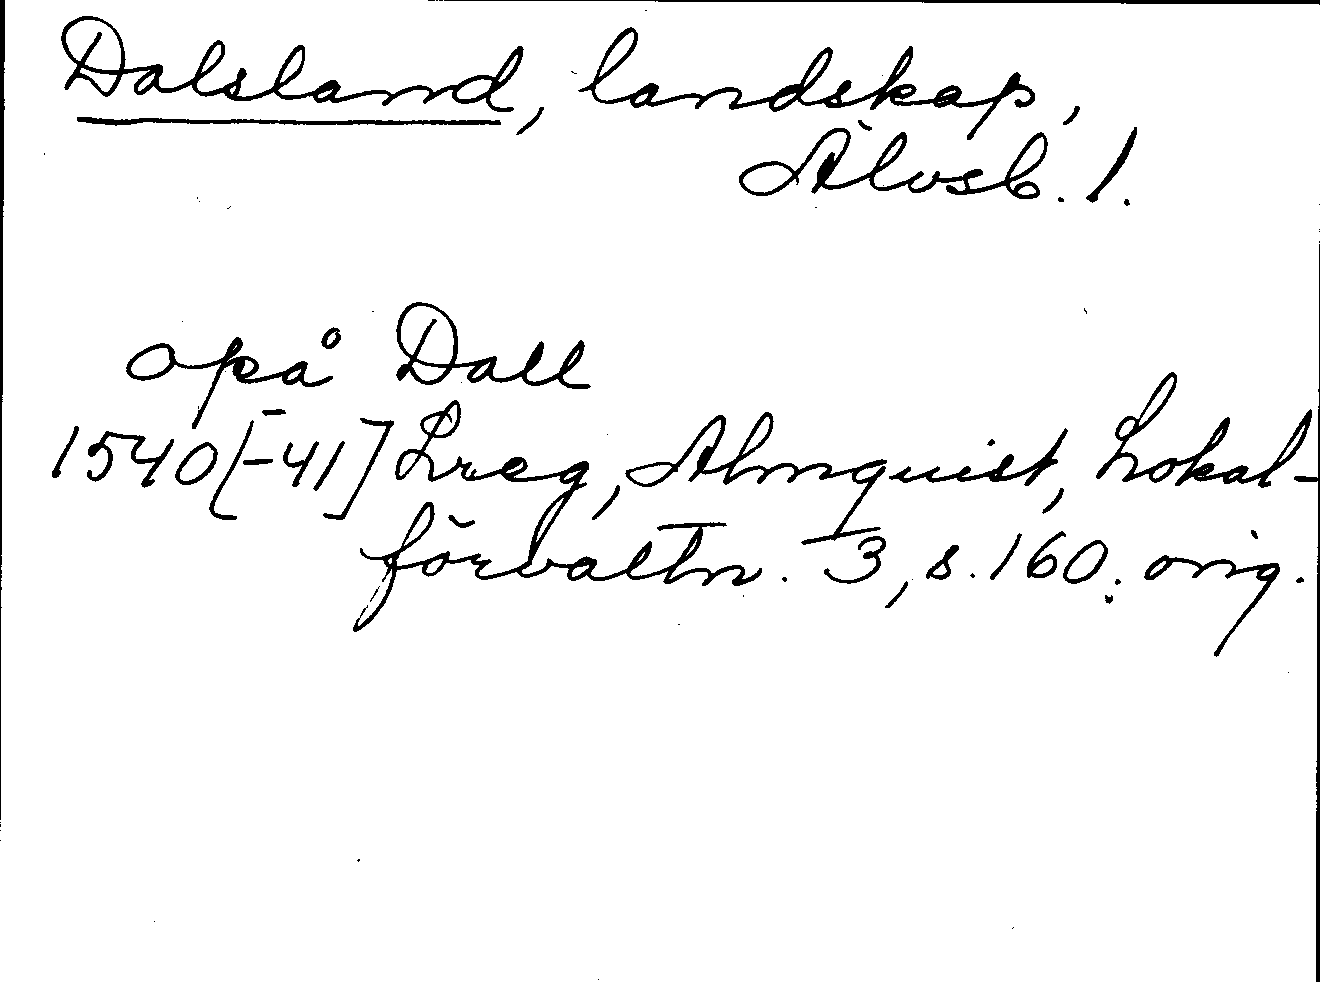 Dalsland, landskap,
Älvsb. l.
opå Dall
1540[-41] Lreg, Almquist, Lokal-
förvaltn. 3, s. 160. orig.